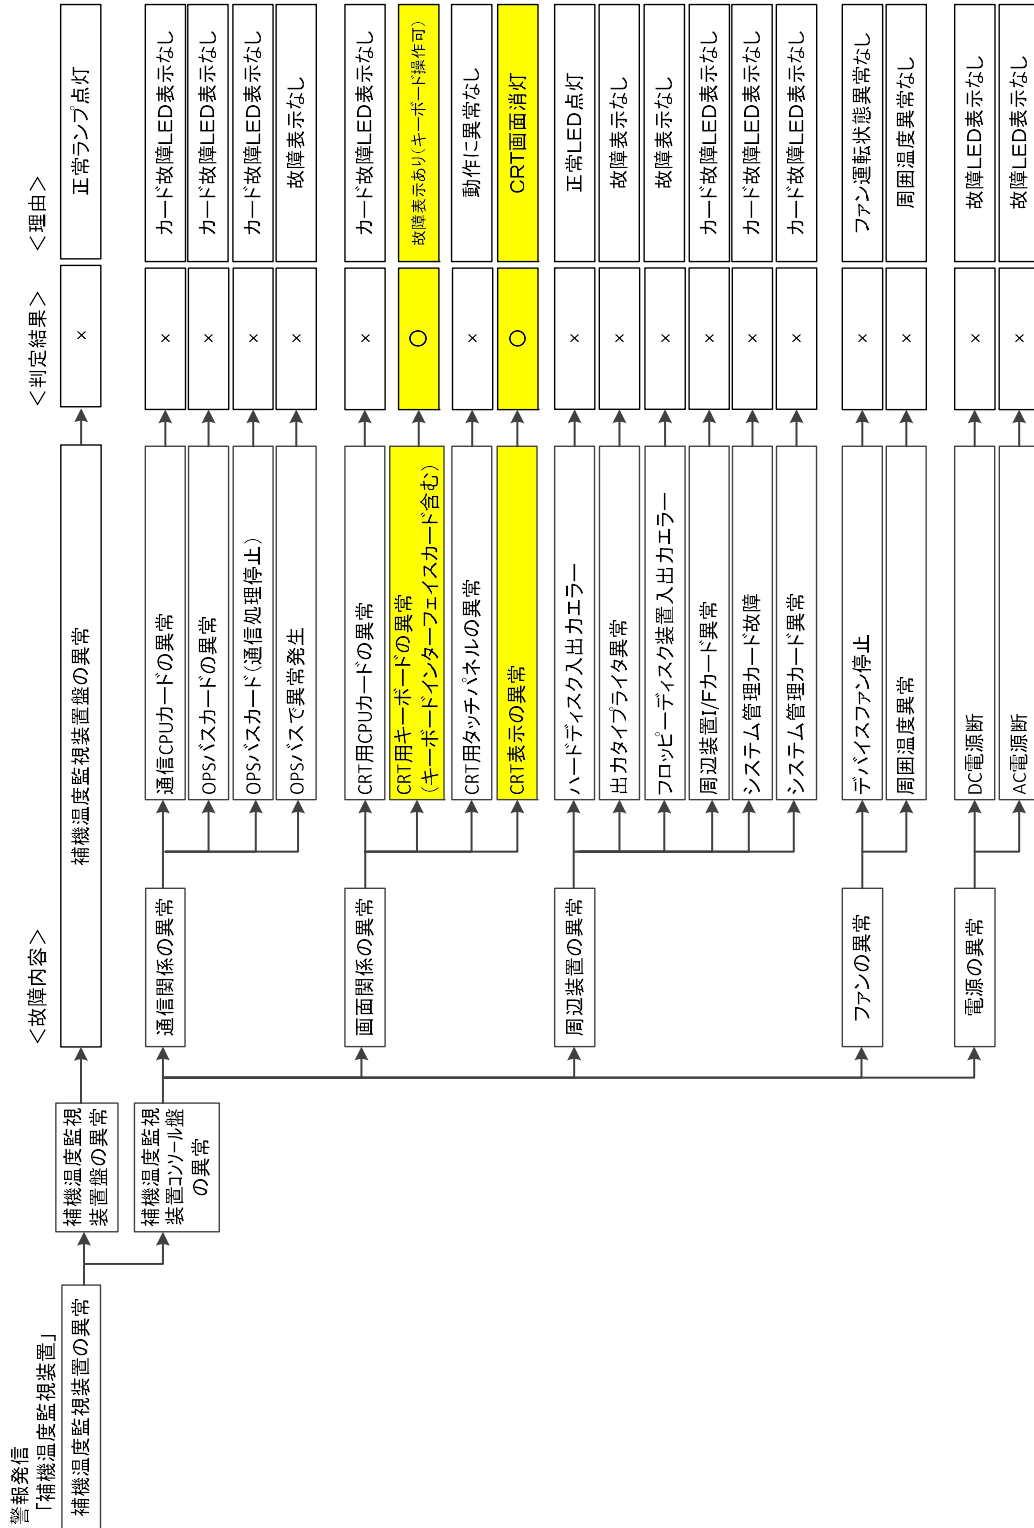 警報発信
「補機温度監視装置」
＜故障内容＞
＜判定結果＞
＜理由＞
補機温度監視装置の異常
補機温度監視
装置盤の異常
補機温度監視装置盤の異常
×
正常ランプ点灯
補機温度監視
装置コンソール盤
の異常
通信関係の異常
通信CPUカードの異常
×
カード故障LED表示なし
OPSバスカードの異常
×
カード故障LED表示なし
OPSバスカード（通信処理停止）
×
カード故障LED表示なし
OPSバスで異常発生
×
故障表示なし
画面関係の異常
CRT用CPUカードの異常
×
カード故障LED表示なし
CRT用キーボードの異常
（キーボードインターフェイスカード含む）
○
故障表示あり（キーボード操作可）
CRT用タッチパネルの異常
×
動作に異常なし
CRT表示の異常
○
CRT画面消灯
周辺装置の異常
ハードディスク入出力エラー
×
正常LED点灯
出力タイプライタ異常
×
故障表示なし
フロッピーディスク装置入出力エラー
×
故障表示なし
周辺装置I/Fカード異常
×
カード故障LED表示なし
システム管理カード故障
×
カード故障LED表示なし
システム管理カード異常
×
カード故障LED表示なし
ファンの異常
デバイスファン停止
×
ファン運転状態異常なし
周囲温度異常
×
周囲温度異常なし
電源の異常
DC電源断
×
故障LED表示なし
AC電源断
×
故障LED表示なし